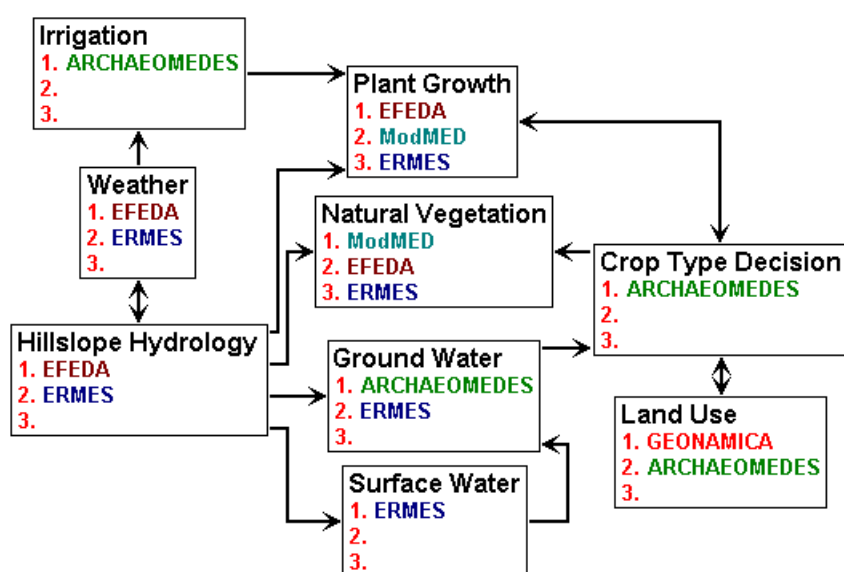 Irrigation
1. ARCHAEOMEDES
2.
3.
Plant Growth
1. EFEDA
2. ModMED
3. ERMES
Weather
1. EFEDA
2. ERMES
3.
Natural Vegetation
1. ModMED
2. EFEDA
3. ERMES
Crop Type Decision
1. ARCHAEOMEDES
2.
3.
Hillslope Hydrology
1. EFEDA
2. ERMES
3.
Ground Water
1. ARCHAEOMEDES
2. ERMES
3.
Land Use
1. GEONAMICA
2. ARCHAEOMEDES
3.
Surface Water
1. ERMES
2.
3.